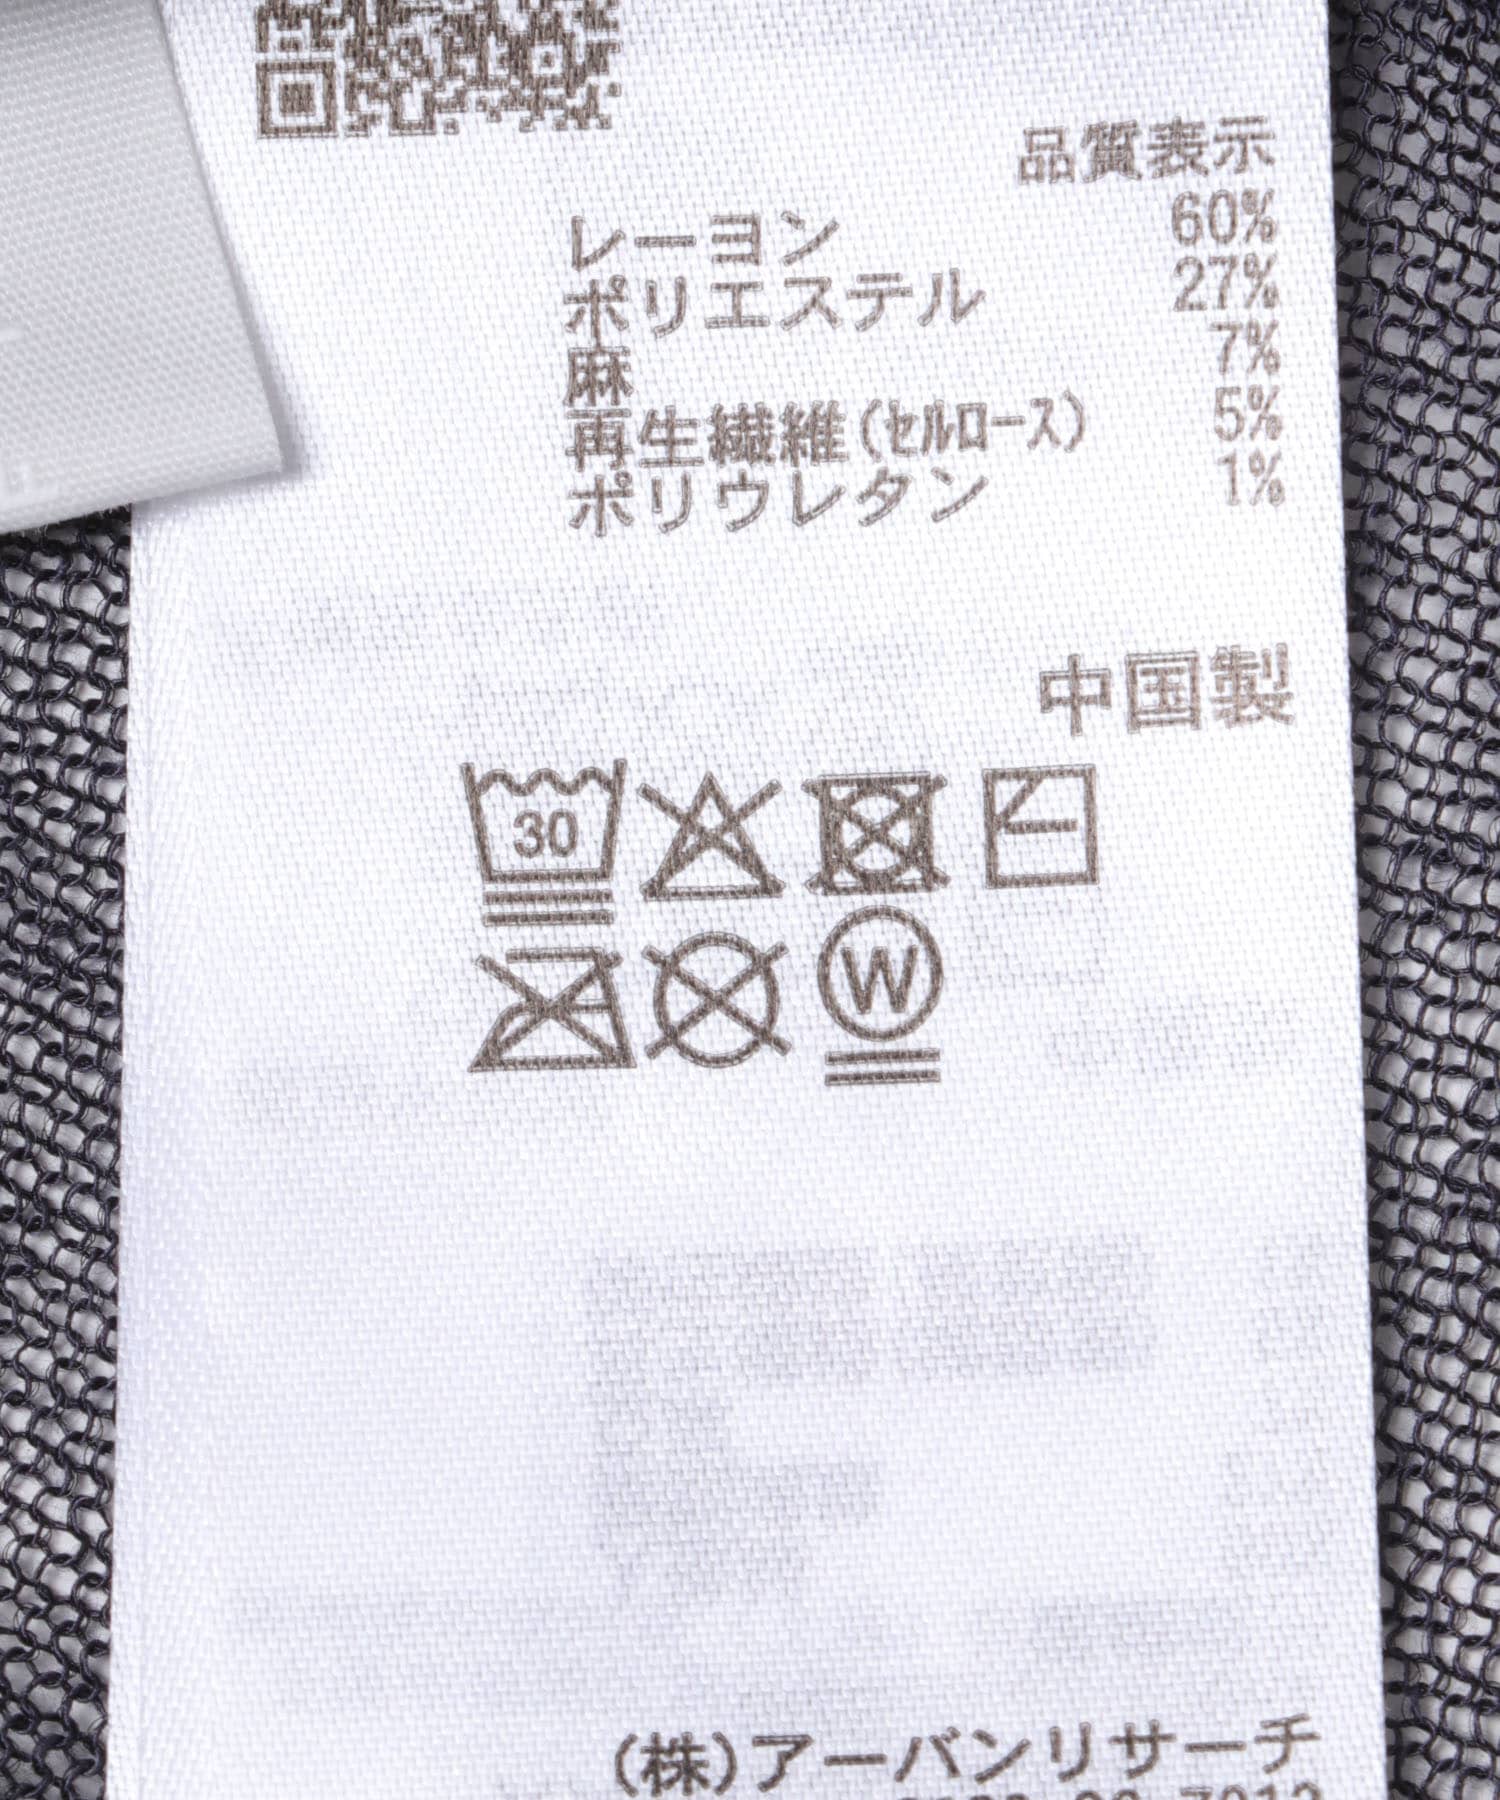 品質表示
レーヨン 60%
ポリエステル 27%
麻 7%
再生繊維(セルロース) 5%
ポリウレタン 1%
中国製
30
W
(株)アーバンリサーチ